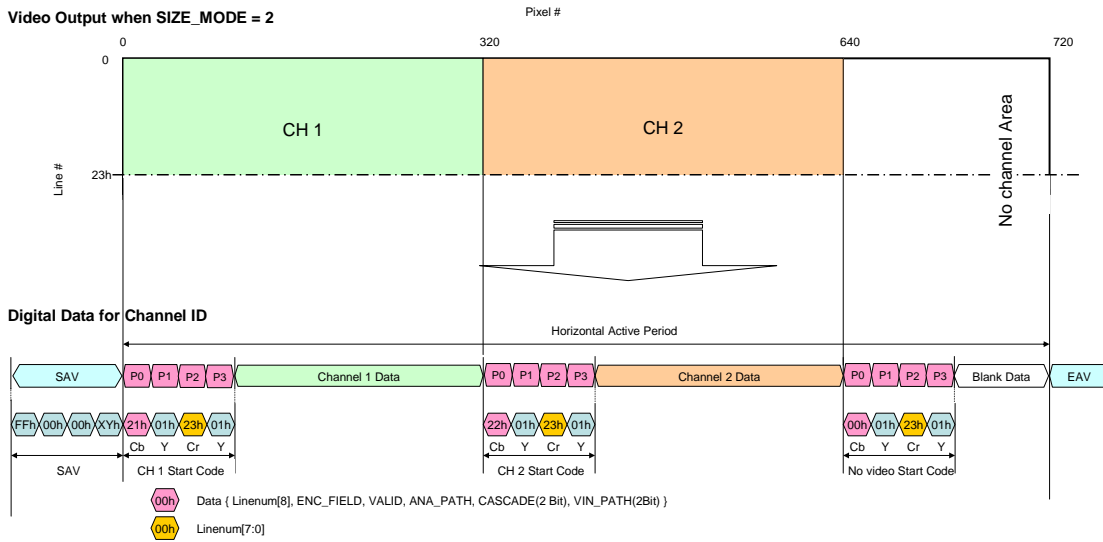 Video Output when SIZE_MODE = 2
Pixel #
0 320 640 720
0
CH 1 CH 2
No channel Area
Line #
23h
Digital Data for Channel ID
Horizontal Active Period
SAV P0 P1 P2 P3 Channel 1 Data P0 P1 P2 P3 Channel 2 Data P0 P1 P2 P3 Blank Data EAV
FFh 00h 00h XYh 21h 01h 23h 01h 22h 01h 23h 01h 00h 01h 23h 01h
Cb Y Cr Y Cb Y Cr Y Cb Y Cr Y
SAV CH 1 Start Code CH 2 Start Code No video Start Code
00h Data { Linenum[8], ENC_FIELD, VALID, ANA_PATH, CASCADE(2 Bit), VIN_PATH(2Bit) }
00h Linenum[7:0]